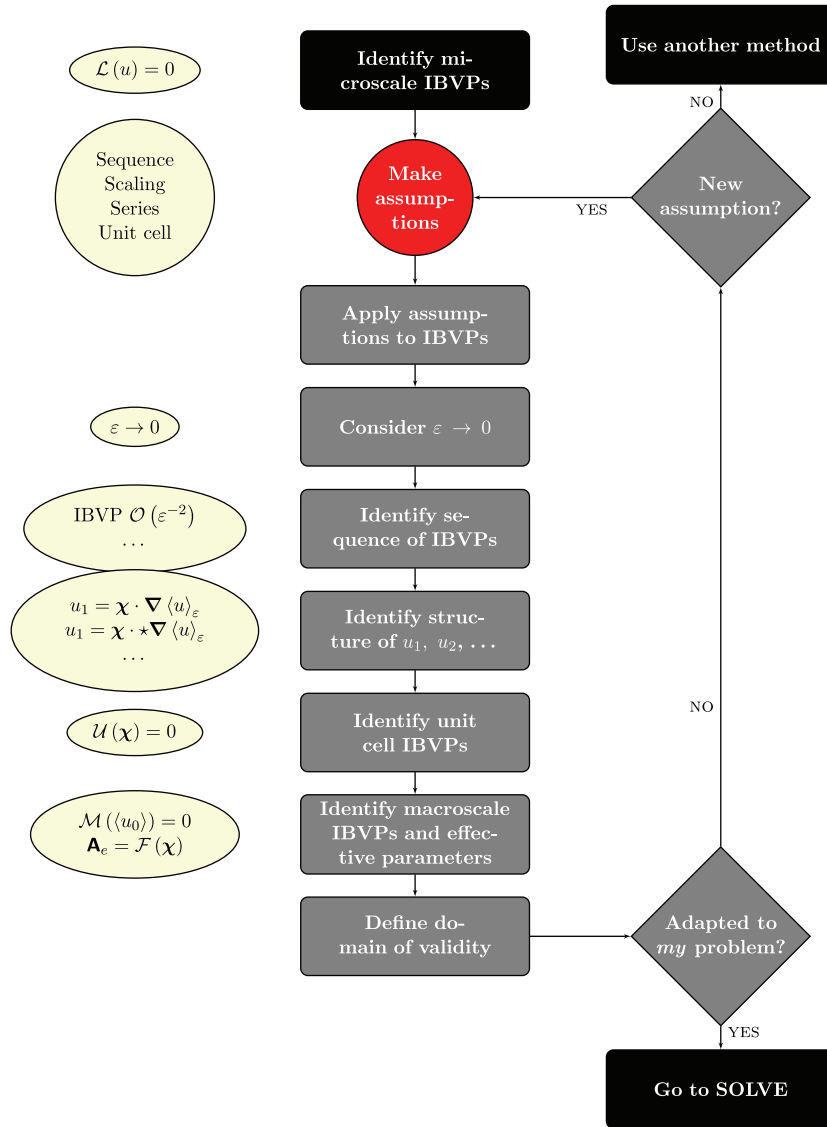 𝓛 (u) = 0
Sequence
Scaling
Series
Unit cell
ε → 0
IBVP 𝒪 (ε⁻²)
...
u₁ = χ · ∇ ⟨u⟩_ε
u₁ = χ · ⋆∇ ⟨u⟩_ε
...
𝒰 (χ) = 0
ℳ (⟨u₀⟩) = 0
𝐀ₑ = ℱ (χ)
Identify mi-
croscale IBVPs
Make
assump-
tions
Apply assump-
tions to IBVPs
Consider ε → 0
Identify se-
quence of IBVPs
Identify struc-
ture of u₁, u₂, ...
Identify unit
cell IBVPs
Identify macroscale
IBVPs and effec-
tive parameters
Define do-
main of validity
Use another method
NO
New
assumption?
YES
NO
Adapted to
my problem?
YES
Go to SOLVE